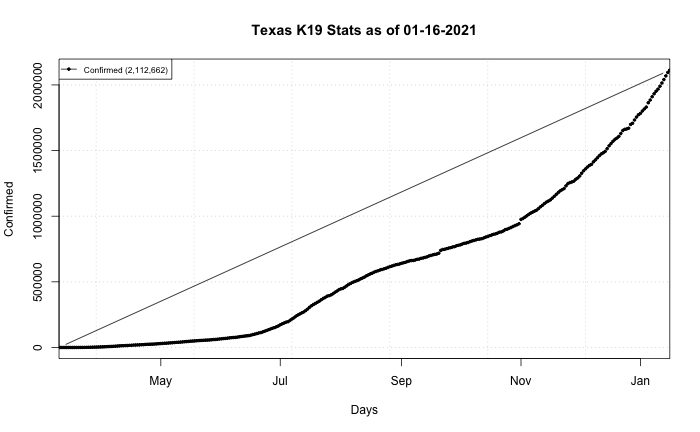 Texas K19 Stats as of 01-16-2021
Confirmed (2,112,662)
2000000
1500000
1000000
500000
0
Confirmed
May Jul Sep Nov Jan
Days